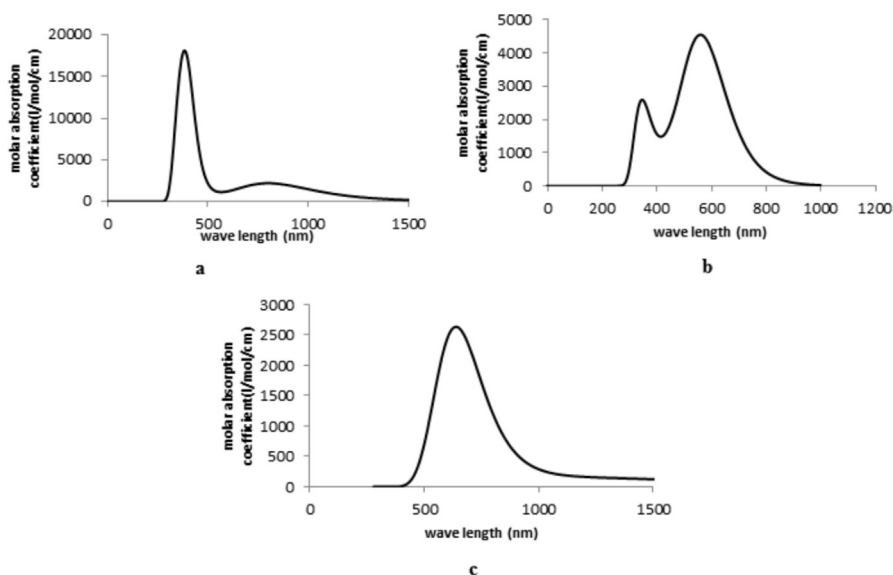 molar absorption
coefficient(l/mol/cm)
20000
15000
10000
5000
0
0 500 1000 1500
wave length (nm)
a
molar absorption
coefficient(l/mol/cm)
5000
4000
3000
2000
1000
0
0 200 400 600 800 1000 1200
wave length (nm)
b
molar absorption
coefficient(l/mol/cm)
3000
2500
2000
1500
1000
500
0
0 500 1000 1500
wave length (nm)
c